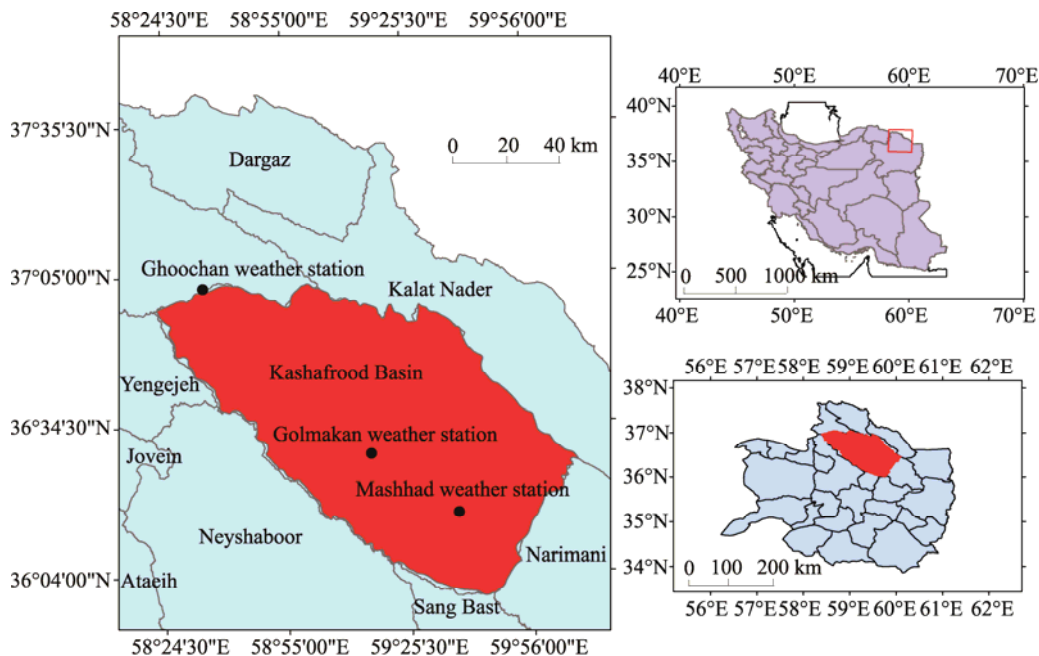 58°24'30"E 58°55'00"E 59°25'30"E 59°56'00"E
37°35'30"N
37°05'00"N
36°34'30"N
36°04'00"N
0 20 40 km
Dargaz
Ghoochan weather station
Kalat Nader
Kashafrood Basin
Yengejeh
Golmakan weather station
Jovein
Mashhad weather station
Neyshaboor
Narimani
Ataeih
Sang Bast
58°24'30"E 58°55'00"E 59°25'30"E 59°56'00"E
40°E 50°E 60°E 70°E
40°N
35°N
30°N
25°N
0 500 1000 km
40°E 50°E 60°E 70°E
56°E 57°E 58°E 59°E 60°E 61°E 62°E
38°N
37°N
36°N
35°N
34°N
0 100 200 km
56°E 57°E 58°E 59°E 60°E 61°E 62°E